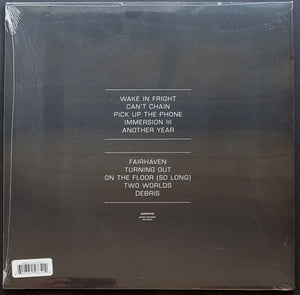 WAKE IN FRIGHT
CAN'T CHAIN
PICK UP THE PHONE
IMMERSION III
ANOTHER YEAR
FAIRHAVEN
TURNING OUT
ON THE FLOOR (SO LONG)
TWO WORLDS
DEBRIS